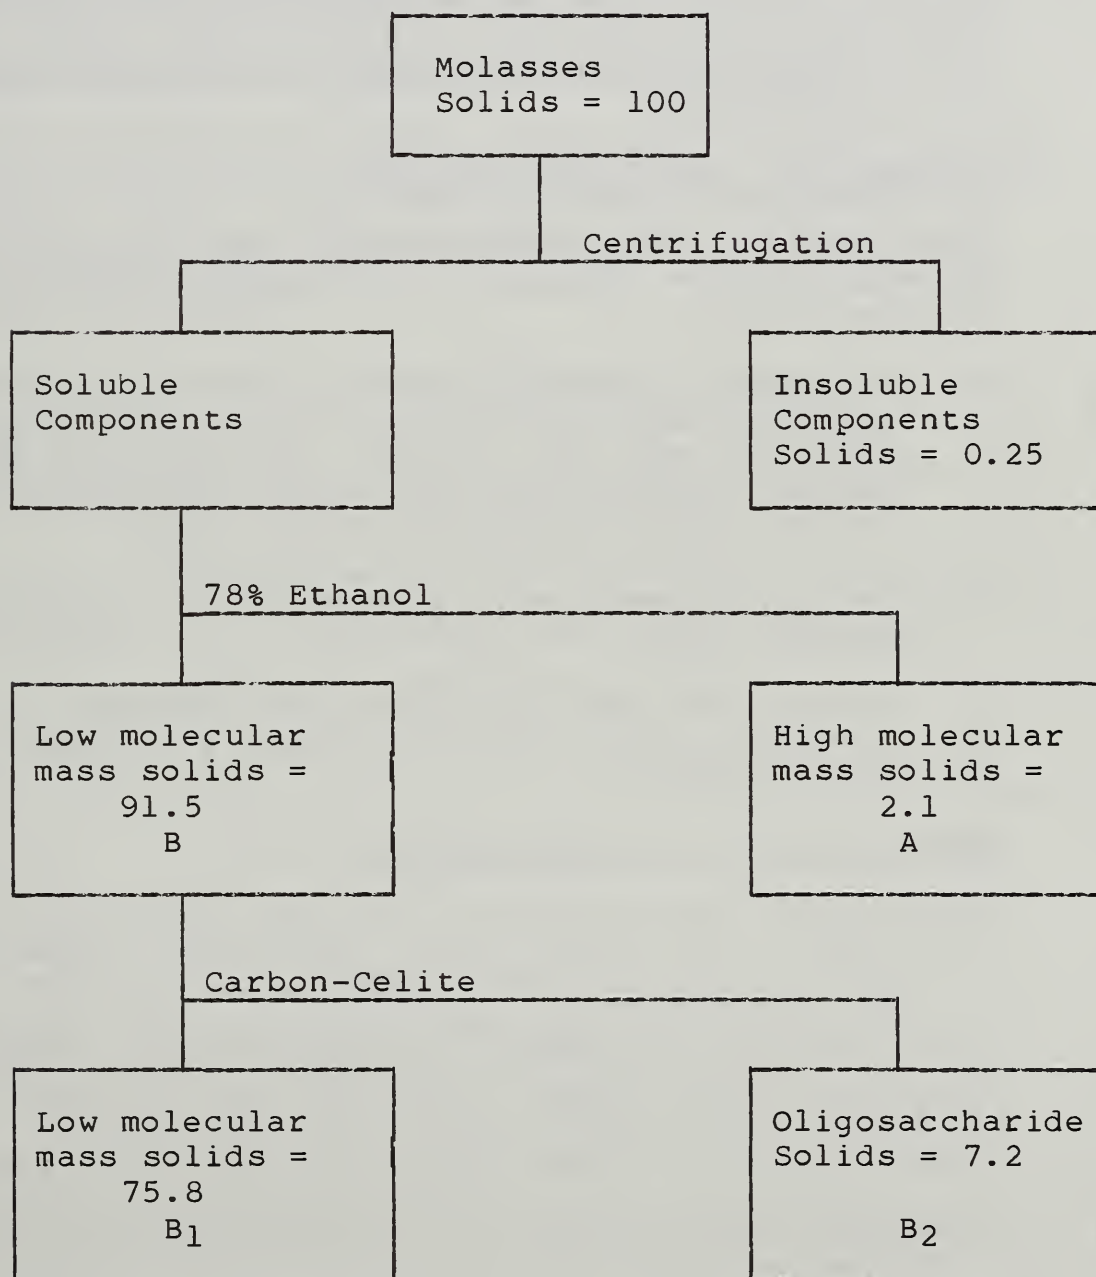 Molasses
Solids = 100
Centrifugation
Soluble
Components
Insoluble
Components
Solids = 0.25
78% Ethanol
Low molecular
mass solids =
91.5
B
High molecular
mass solids =
2.1
A
Carbon-Celite
Low molecular
mass solids =
75.8
B1
Oligosaccharide
Solids = 7.2
B2